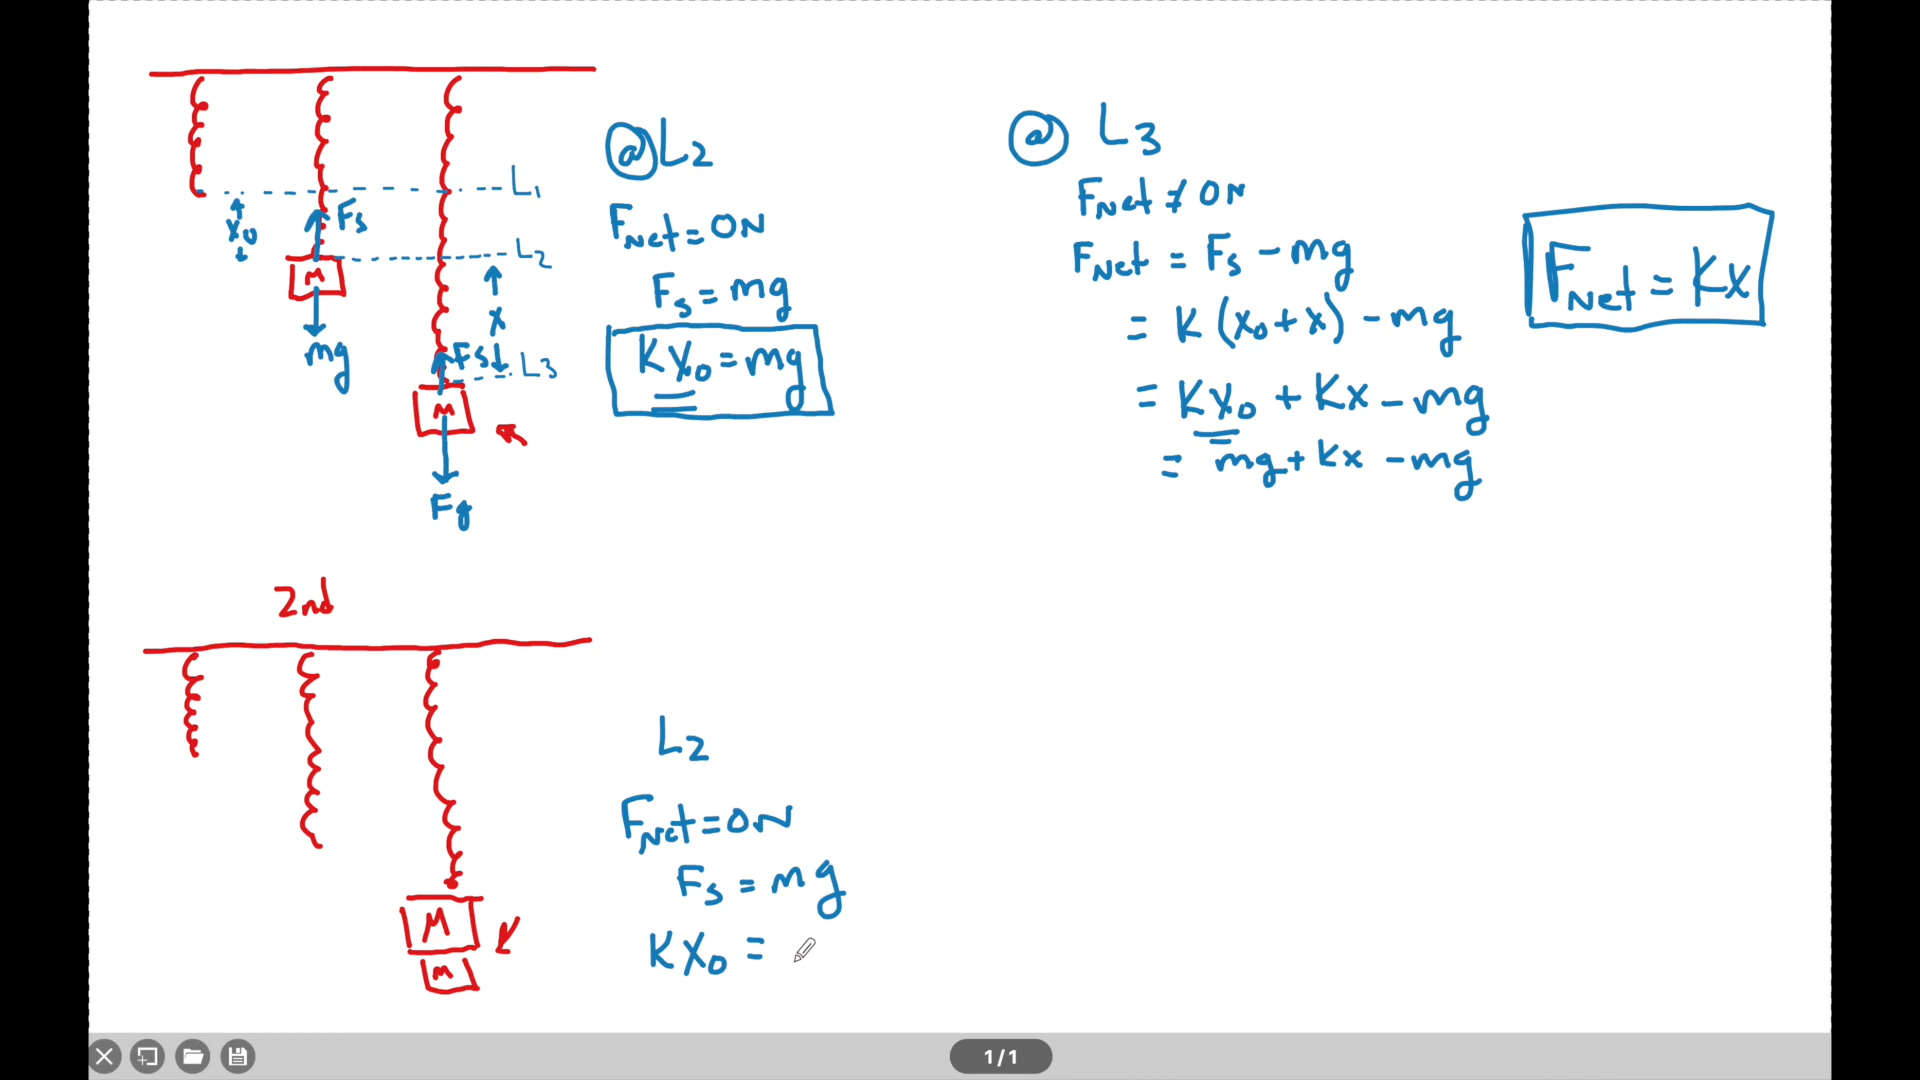 L1
x0
Fs
L2
M
x
mg
Fs
L3
M
Fg
@L2
FNet = 0N
Fs = mg
Kx0 = mg
@ L3
FNet ≠ 0N
FNet = Fs - mg
= K (x0 + x) - mg
= Kx0 + Kx - mg
= mg + Kx - mg
FNet = Kx
2nd
M
m
L2
FNet = 0N
Fs = mg
Kx0 =
1/1